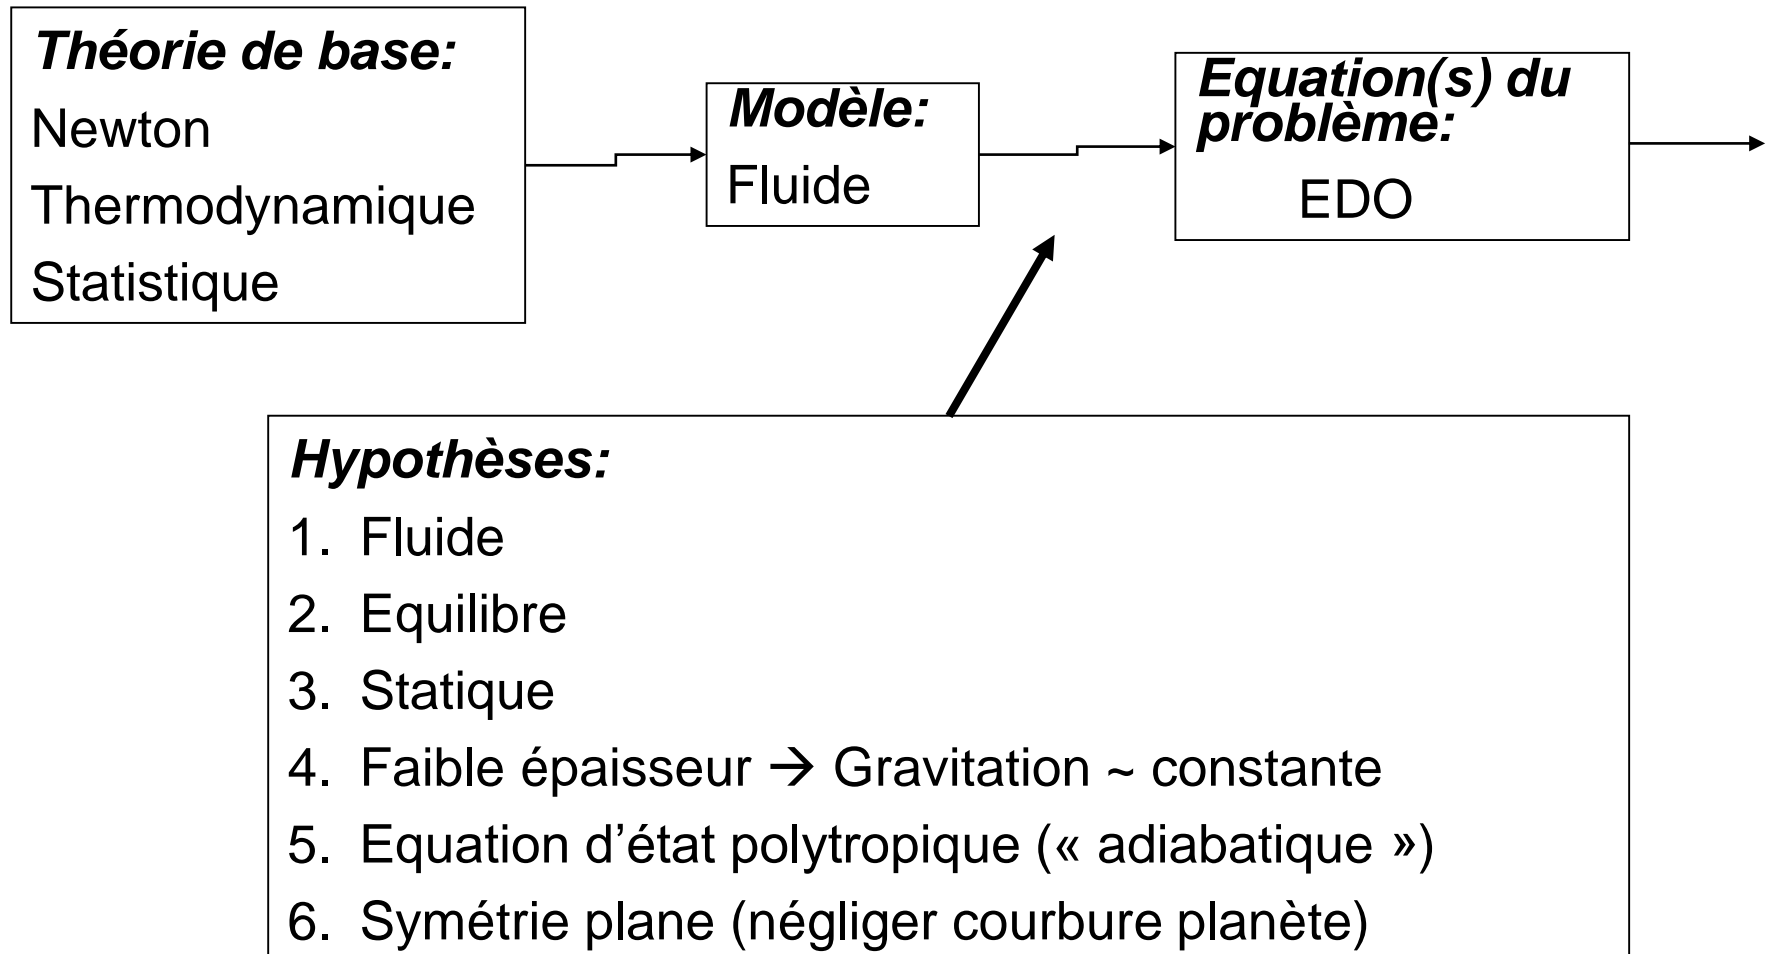 Théorie de base:
Newton
Thermodynamique
Statistique
Modèle:
Fluide
Equation(s) du
problème:
EDO
Hypothèses:
1. Fluide
2. Equilibre
3. Statique
4. Faible épaisseur → Gravitation ~ constante
5. Equation d’état polytropique (« adiabatique »)
6. Symétrie plane (négliger courbure planète)